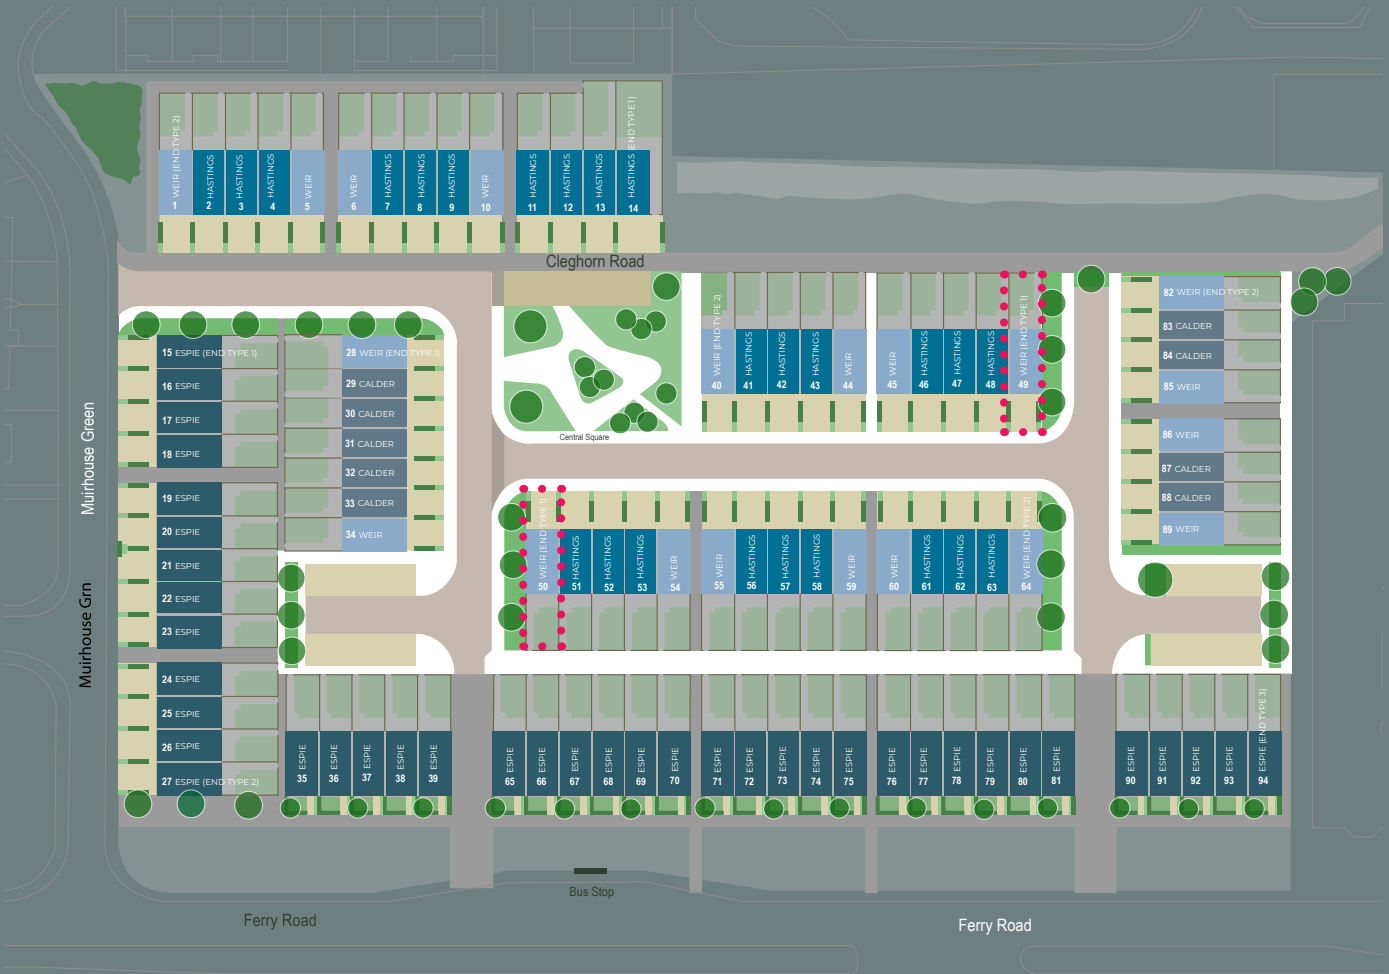 1 WEIR (END TYPE 2)
2 HASTINGS
3 HASTINGS
4 HASTINGS
5 WEIR
6 WEIR
7 HASTINGS
8 HASTINGS
9 HASTINGS
10 WEIR
11 HASTINGS
12 HASTINGS
13 HASTINGS
14 HASTINGS (END TYPE 1)
Cleghorn Road
15 ESPIE (END TYPE 1)
16 ESPIE
17 ESPIE
18 ESPIE
19 ESPIE
20 ESPIE
21 ESPIE
22 ESPIE
23 ESPIE
24 ESPIE
25 ESPIE
26 ESPIE
27 ESPIE (END TYPE 2)
28 WEIR (END TYPE 1)
29 CALDER
30 CALDER
31 CALDER
32 CALDER
33 CALDER
34 WEIR
Muirhouse Green
Muirhouse Grn
Central Square
40 WEIR (END TYPE 2)
41 HASTINGS
42 HASTINGS
43 HASTINGS
44 WEIR
45 WEIR
46 HASTINGS
47 HASTINGS
48 HASTINGS
49 WEIR (END TYPE 1)
82 WEIR (END TYPE 2)
83 CALDER
84 CALDER
85 WEIR
86 WEIR
87 CALDER
88 CALDER
89 WEIR
50 WEIR (END TYPE 1)
51 HASTINGS
52 HASTINGS
53 HASTINGS
54 WEIR
55 WEIR
56 HASTINGS
57 HASTINGS
58 HASTINGS
59 WEIR
60 WEIR
61 HASTINGS
62 HASTINGS
63 HASTINGS
64 WEIR (END TYPE 2)
35 ESPIE
36 ESPIE
37 ESPIE
38 ESPIE
39 ESPIE
65 ESPIE
66 ESPIE
67 ESPIE
68 ESPIE
69 ESPIE
70 ESPIE
71 ESPIE
72 ESPIE
73 ESPIE
74 ESPIE
75 ESPIE
76 ESPIE
77 ESPIE
78 ESPIE
79 ESPIE
80 ESPIE
81 ESPIE
90 ESPIE
91 ESPIE
92 ESPIE
93 ESPIE
94 ESPIE (END TYPE 3)
Bus Stop
Ferry Road
Ferry Road